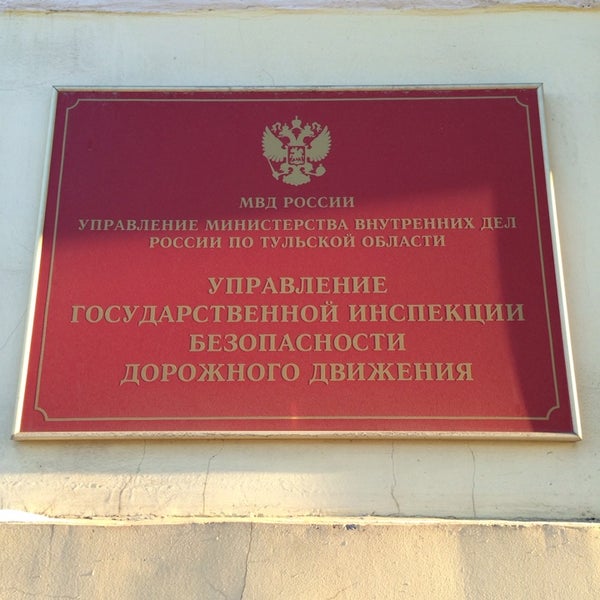 МВД РОССИИ
УПРАВЛЕНИЕ МИНИСТЕРСТВА ВНУТРЕННИХ ДЕЛ
РОССИИ ПО ТУЛЬСКОЙ ОБЛАСТИ
УПРАВЛЕНИЕ
ГОСУДАРСТВЕННОЙ ИНСПЕКЦИИ
БЕЗОПАСНОСТИ
ДОРОЖНОГО ДВИЖЕНИЯ